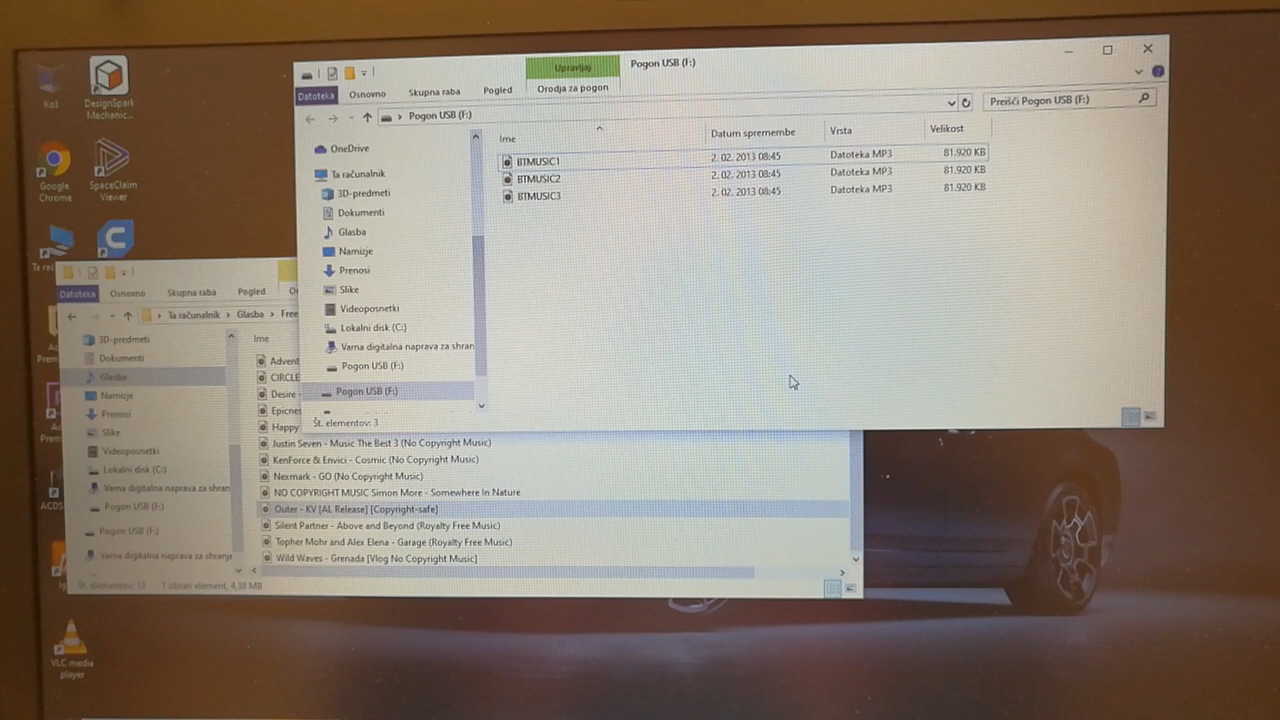 Koš
DesignSpark
Mechanic...
Google
Chrome
SpaceClaim
Viewer
VLC media
player
Upravljaj
Pogon USB (F:)
Datoteka
Osnovno
Skupna raba
Pogled
Orodja za pogon
Pogon USB (F:)
Preišči Pogon USB (F:)
Ime
Datum spremembe
Vrsta
Velikost
BTMUSIC1 2. 02. 2013 08:45 Datoteka MP3 81.920 KB
BTMUSIC2 2. 02. 2013 08:45 Datoteka MP3 81.920 KB
BTMUSIC3 2. 02. 2013 08:45 Datoteka MP3 81.920 KB
OneDrive
Ta računalnik
3D-predmeti
Dokumenti
Glasba
Namizje
Prenosi
Slike
Videoposnetki
Lokalni disk (C:)
Varna digitalna naprava za shran
Pogon USB (F:)
Pogon USB (F:)
Št. elementov: 3
Datoteka
Osnovno
Skupna raba
Pogled
Ta računalnik
Glasba
Free
3D-predmeti
Dokumenti
Glasba
Namizje
Prenosi
Slike
Videoposnetki
Lokalni disk (C:)
Varna digitalna naprava za shran
Pogon USB (F:)
Pogon USB (F:)
Varna digitalna naprava za shranje
Ime
Advent
CIRCLE
Desire -
Epicnes
Happy
Justin Seven - Music The Best 3 (No Copyright Music)
KenForce & Envici - Cosmic (No Copyright Music)
Nexmark - GO (No Copyright Music)
NO COPYRIGHT MUSIC Simon More - Somewhere In Nature
Outer - KV [AL Release] [Copyright-safe]
Silent Partner - Above and Beyond (Royalty Free Music)
Topher Mohr and Alex Elena - Garage (Royalty Free Music)
Wild Waves - Grenada [Vlog No Copyright Music]
Št. elementov: 13
1 izbran element, 4,38 MB